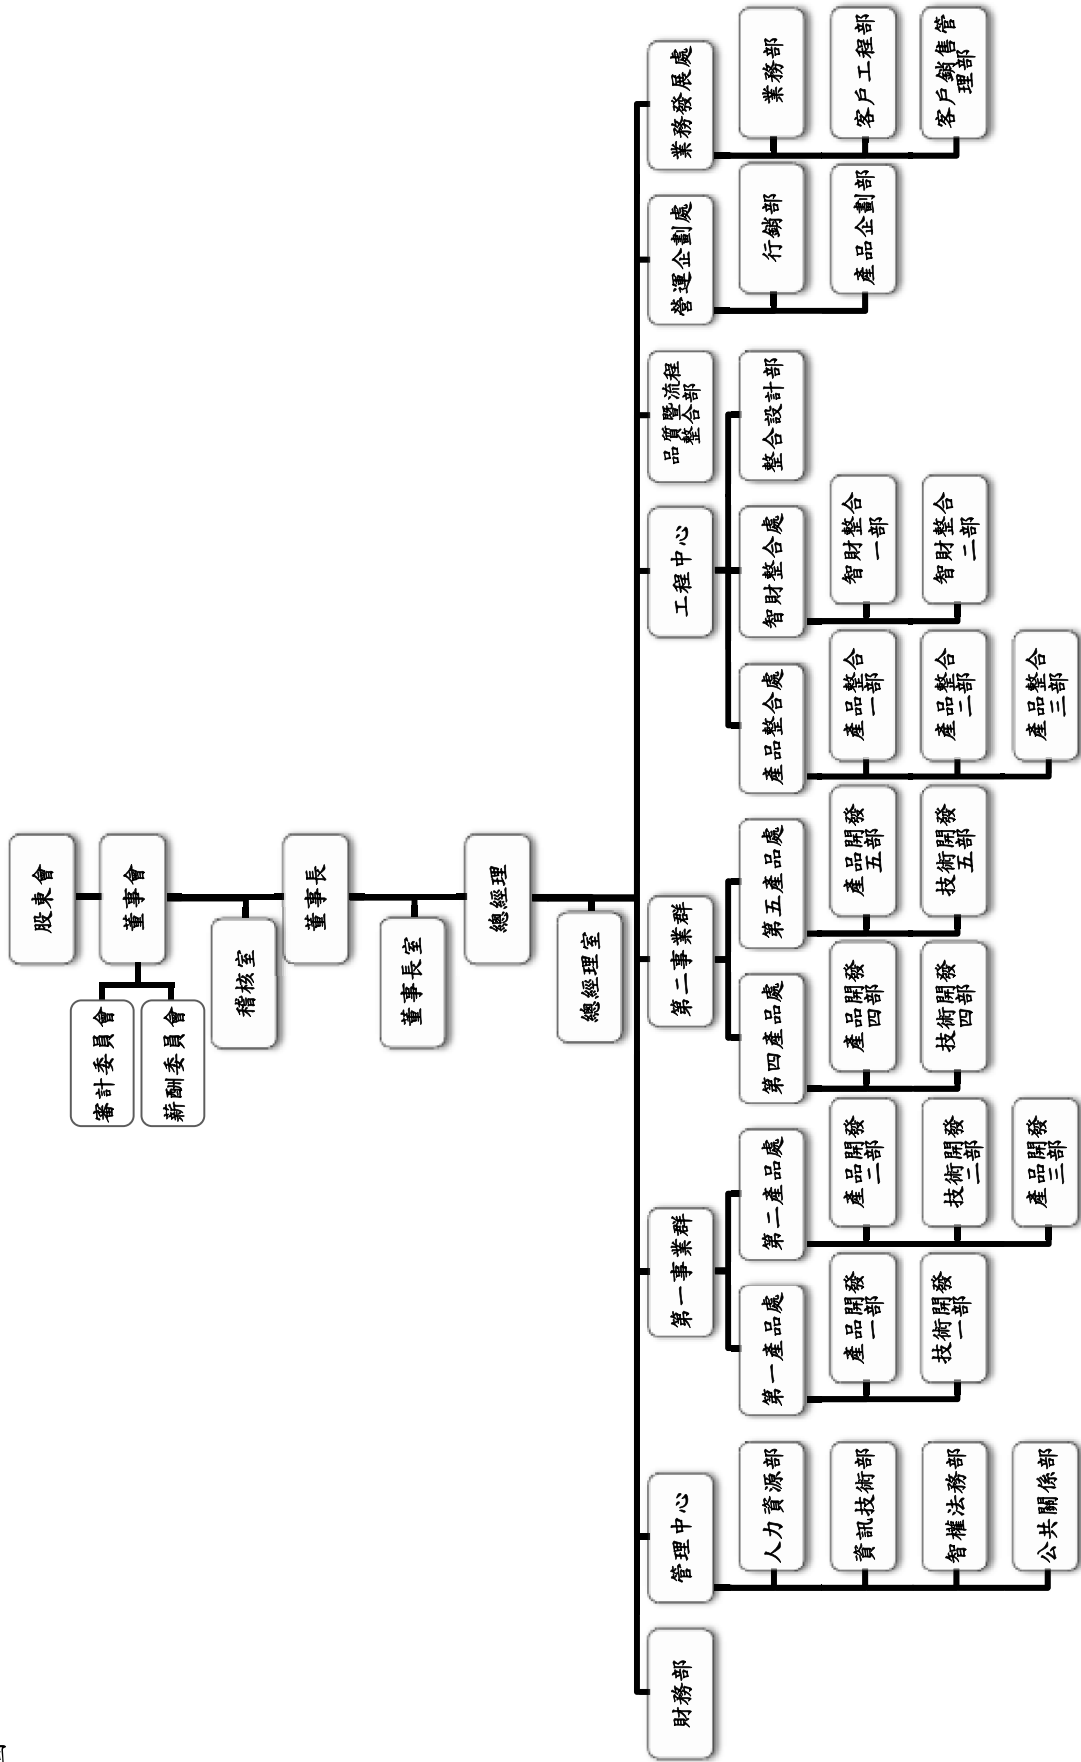 股東會
董事會
審計委員會
薪酬委員會
稽核室
董事長
董事長室
總經理
總經理室
財務部
管理中心
人力資源部
資訊技術部
智權法務部
公共關係部
第一事業群
第一產品處
產品開發
一部
技術開發
一部
第二產品處
產品開發
二部
技術開發
二部
產品開發
三部
第二事業群
第四產品處
產品開發
四部
技術開發
四部
第五產品處
產品開發
五部
技術開發
五部
工程中心
產品整合處
產品整合
一部
產品整合
二部
產品整合
三部
智財整合處
智財整合
一部
智財整合
二部
整合設計部
品質暨流程
整合部
營運企劃處
行銷部
產品企劃部
業務發展處
業務部
客戶工程部
客戶銷售管
理部